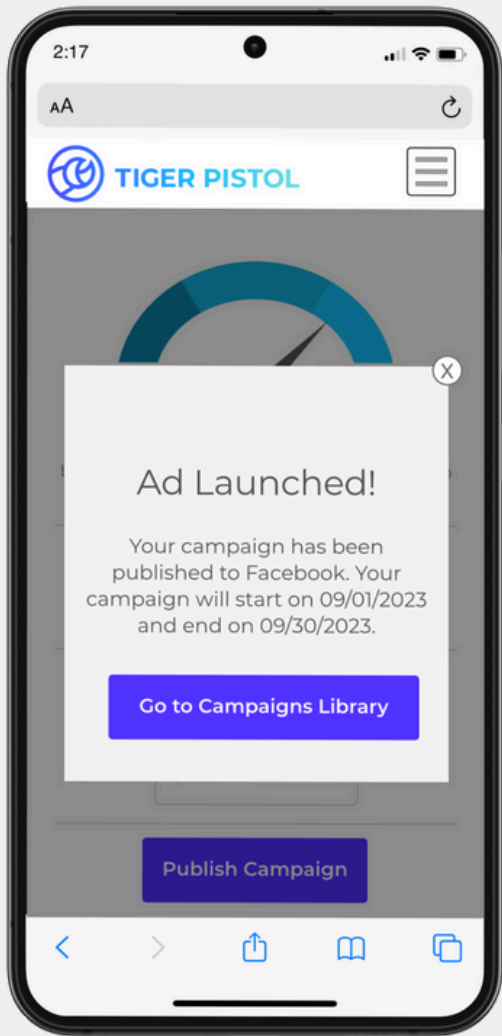 2:17
AA
TIGER PISTOL
X
Ad Launched!
Your campaign has been
published to Facebook. Your
campaign will start on 09/01/2023
and end on 09/30/2023.
Go to Campaigns Library
Publish Campaign